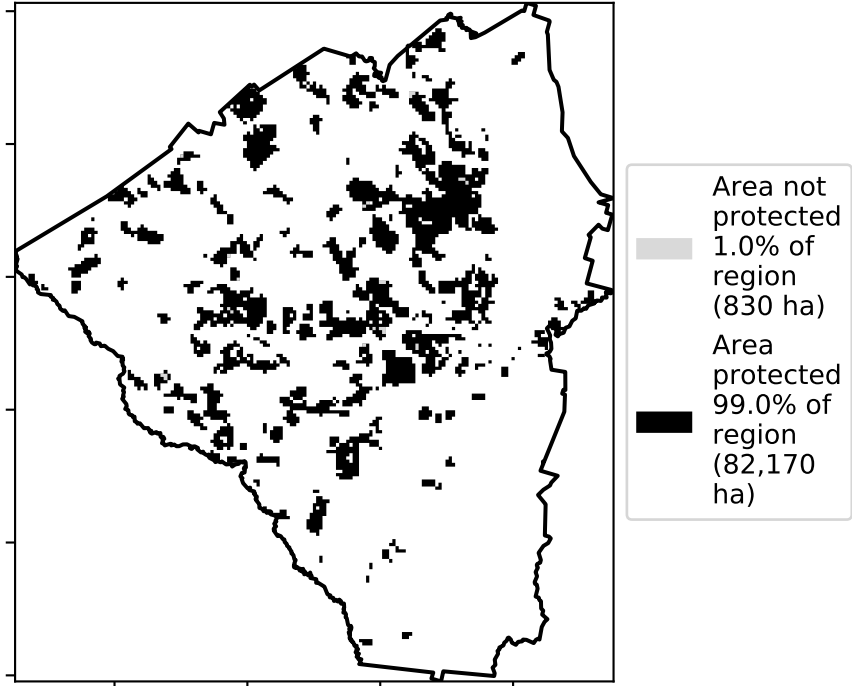 Area not
protected
1.0% of
region
(830 ha)
Area
protected
99.0% of
region
(82,170
ha)